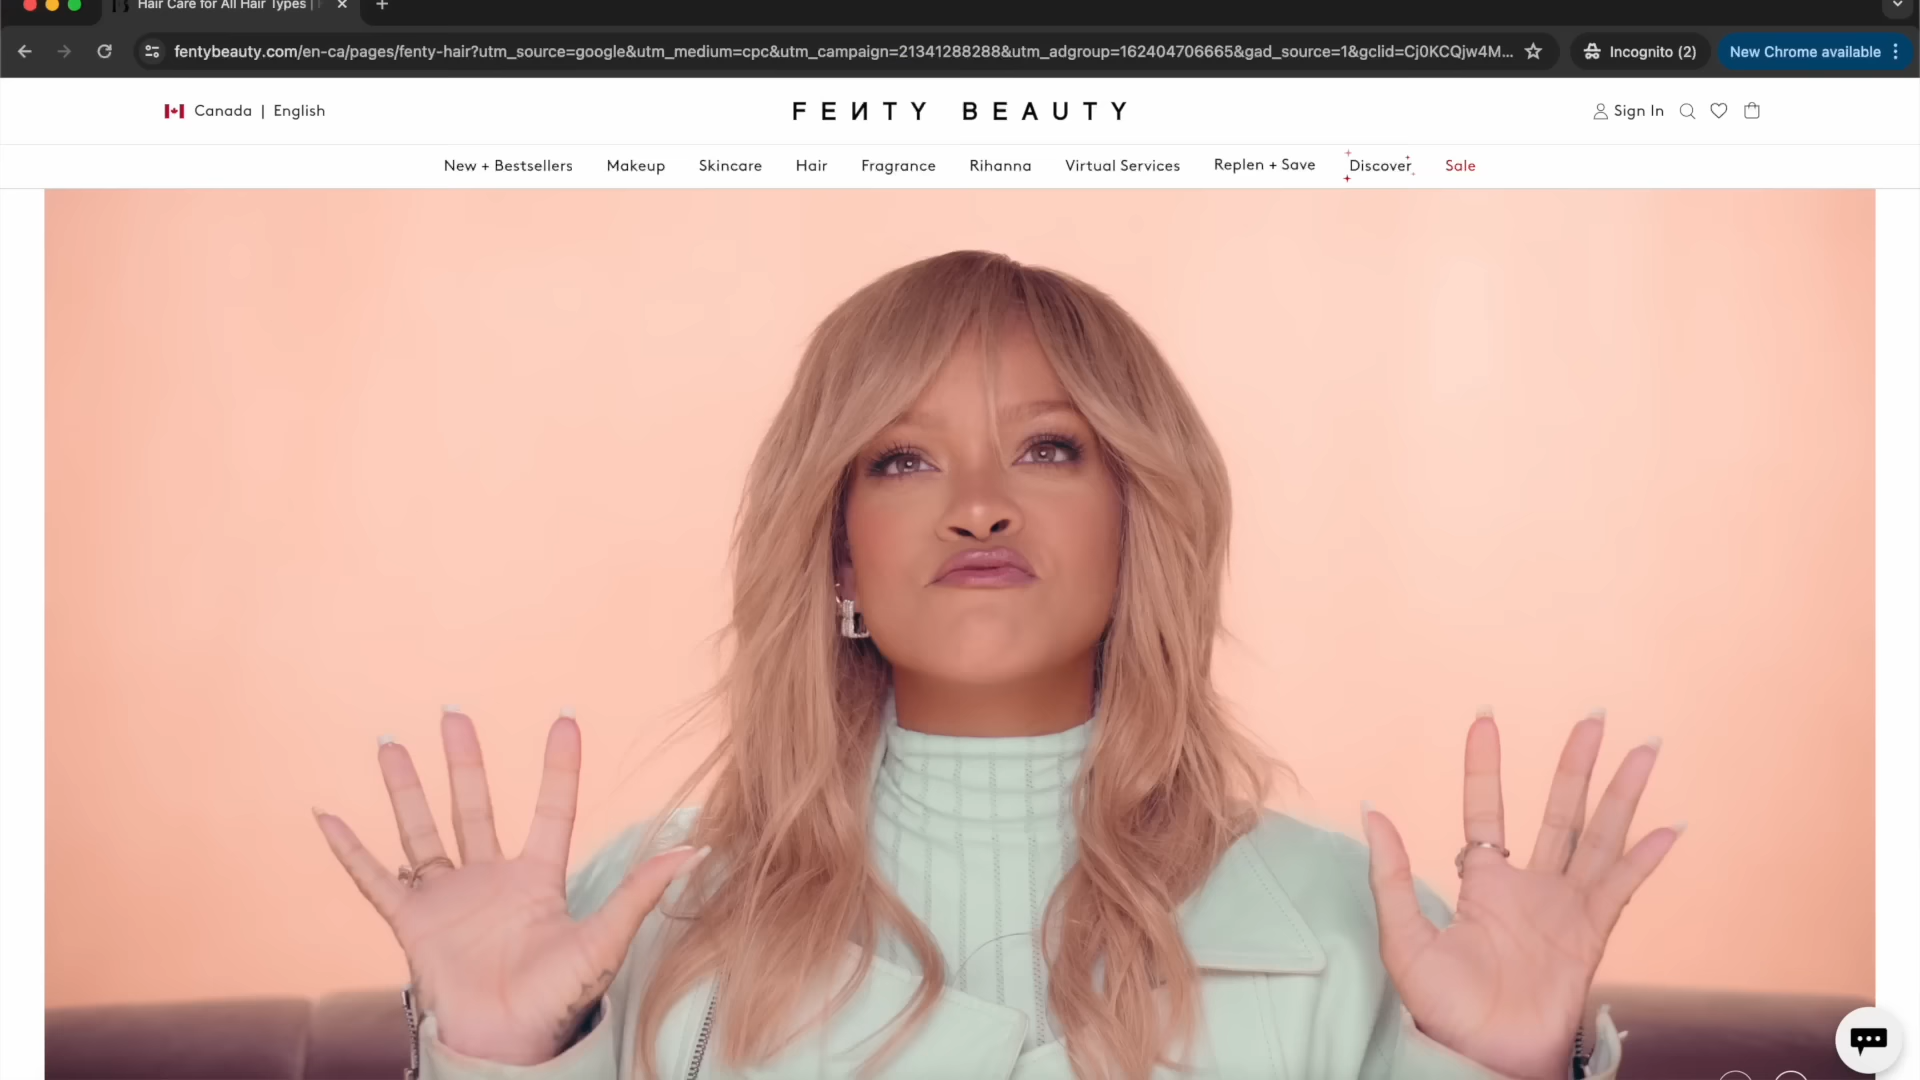 Hair Care for All Hair Types |
fentybeauty.com/en-ca/pages/fenty-hair?utm_source=google&utm_medium=cpc&utm_campaign=21341288288&utm_adgroup=162404706665&gad_source=1&gclid=Cj0KCQjw4M...
Incognito (2)
New Chrome available
Canada | English
FENTY BEAUTY
Sign In
New + Bestsellers Makeup Skincare Hair Fragrance Rihanna Virtual Services Replen + Save Discover Sale